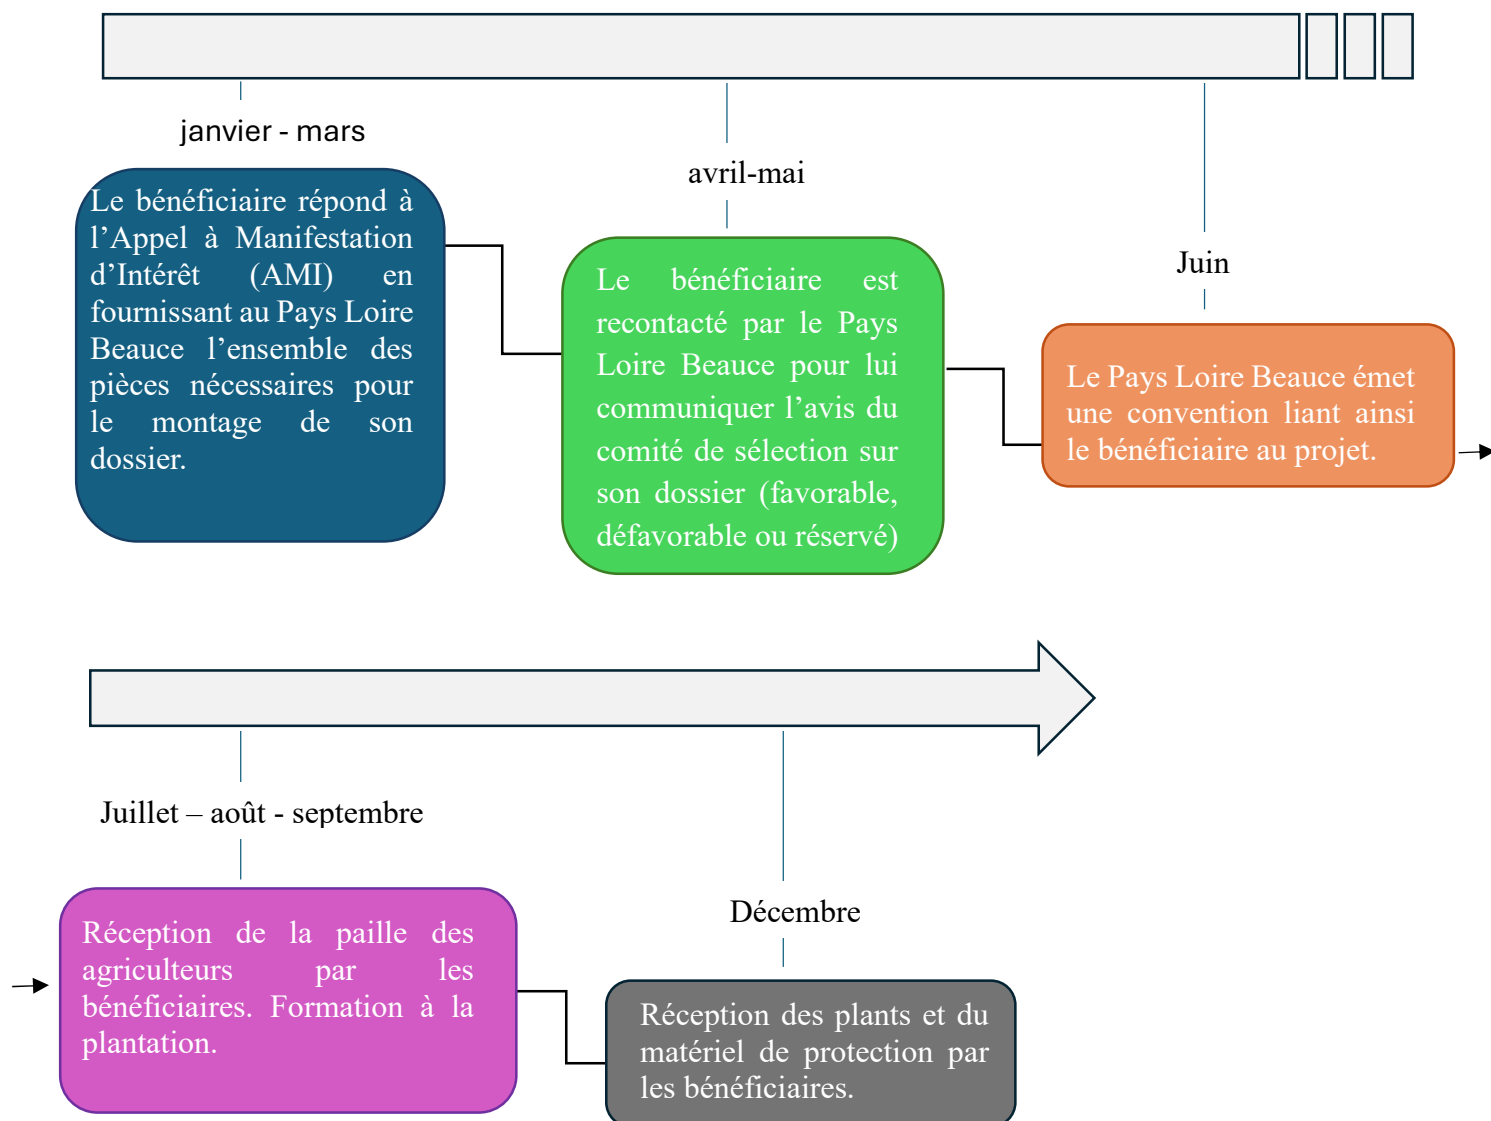 janvier - mars
Le bénéficiaire répond à
l’Appel à Manifestation
d’Intérêt (AMI) en
fournissant au Pays Loire
Beauce l’ensemble des
pièces nécessaires pour
le montage de son
dossier.
avril-mai
Le bénéficiaire est
recontacté par le Pays
Loire Beauce pour lui
communiquer l’avis du
comité de sélection sur
son dossier (favorable,
défavorable ou réservé)
Juin
Le Pays Loire Beauce émet
une convention liant ainsi
le bénéficiaire au projet.
Juillet – août - septembre
Réception de la paille des
agriculteurs par les
bénéficiaires. Formation à la
plantation.
Décembre
Réception des plants et du
matériel de protection par
les bénéficiaires.